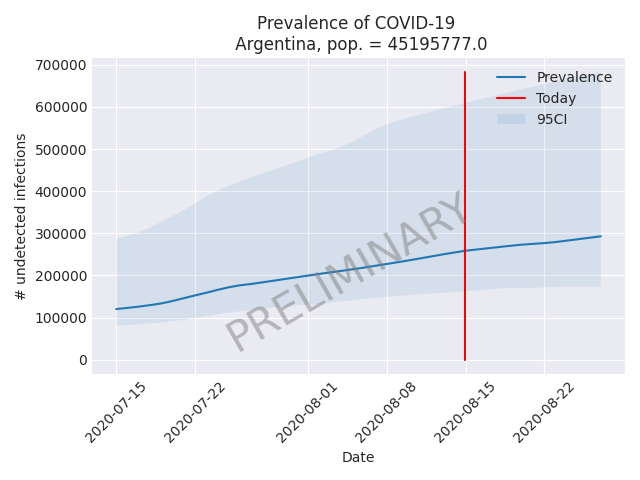 Prevalence of COVID-19
Argentina, pop. = 45195777.0
700000
600000
500000
400000
300000
200000
100000
0
# undetected infections
Prevalence
Today
95CI
PRELIMINARY
2020-07-15
2020-07-22
2020-08-01
2020-08-08
2020-08-15
2020-08-22
Date